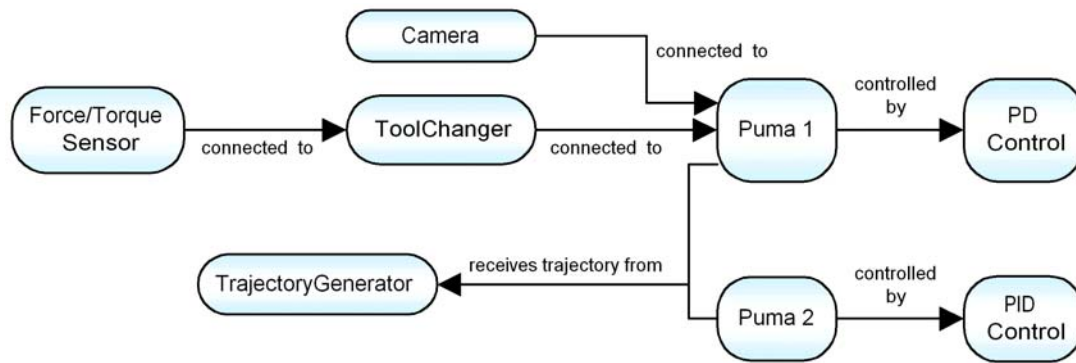 Camera
connected to
controlled
by
Force/Torque
Sensor
connected to
ToolChanger
connected to
Puma 1
PD
Control
TrajectoryGenerator
receives trajectory from
Puma 2
controlled
by
PID
Control